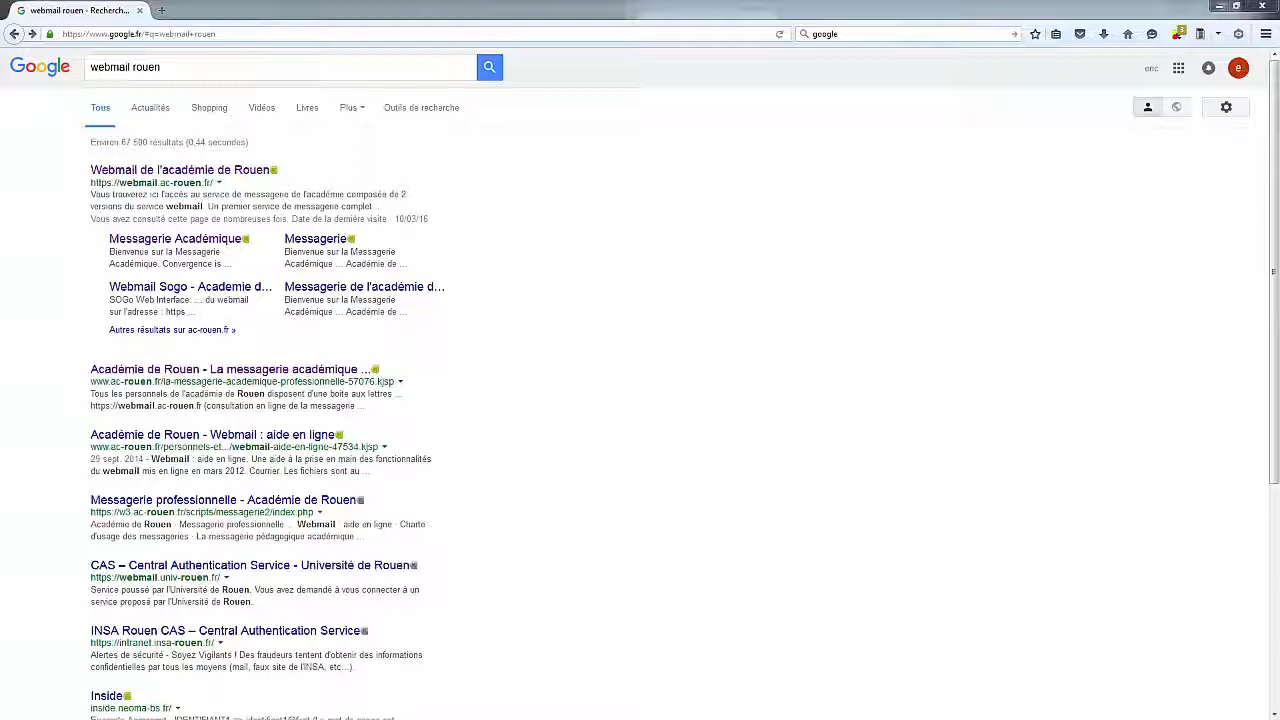 webmail rouen - Recherch...
https://www.google.fr/#q=webmail+rouen
google
Google
webmail rouen
eric
e
Tous
Actualités
Shopping
Vidéos
Livres
Plus
Outils de recherche
Environ 67 500 résultats (0,44 secondes)
Webmail de l'académie de Rouen
https://webmail.ac-rouen.fr/
Vous trouverez ici l'accès au service de messagerie de l'académie composée de 2
versions du service webmail. Un premier service de messagerie complet ...
Vous avez consulté cette page de nombreuses fois. Date de la dernière visite : 10/03/16
Messagerie Académique
Bienvenue sur la Messagerie
Académique. Convergence is ...
Messagerie
Bienvenue sur la Messagerie
Académique ... Académie de ...
Webmail Sogo - Academie d...
SOGo Web Interface. ... du webmail
sur l'adresse : https ...
Messagerie de l'académie d...
Bienvenue sur la Messagerie
Académique ... Académie de ...
Autres résultats sur ac-rouen.fr »
Académie de Rouen - La messagerie académique ...
www.ac-rouen.fr/la-messagerie-academique-professionnelle-57076.kjsp
Tous les personnels de l'académie de Rouen disposent d'une boite aux lettres ...
https://webmail.ac-rouen.fr (consultation en ligne de la messagerie ...
Académie de Rouen - Webmail : aide en ligne
www.ac-rouen.fr/personnels-et.../webmail-aide-en-ligne-47534.kjsp
29 sept. 2014 - Webmail : aide en ligne. Une aide à la prise en main des fonctionnalités
du webmail mis en ligne en mars 2012. Courrier. Les fichiers sont au ...
Messagerie professionnelle - Académie de Rouen
https://w3.ac-rouen.fr/scripts/messagerie2/index.php
Académie de Rouen · Messagerie professionnelle ... Webmail : aide en ligne · Charte
d'usage des messageries · La messagerie pédagogique académique ...
CAS – Central Authentication Service - Université de Rouen
https://webmail.univ-rouen.fr/
Service poussé par l'Université de Rouen. Vous avez demandé à vous connecter à un
service proposé par l'Université de Rouen.
INSA Rouen CAS – Central Authentication Service
https://intranet.insa-rouen.fr/
Alertes de sécurité - Soyez Vigilants ! Des fraudeurs tentent d'obtenir des informations
confidentielles par tous les moyens (mail, faux site de l'INSA, etc...).
Inside
inside.neoma-bs.fr/